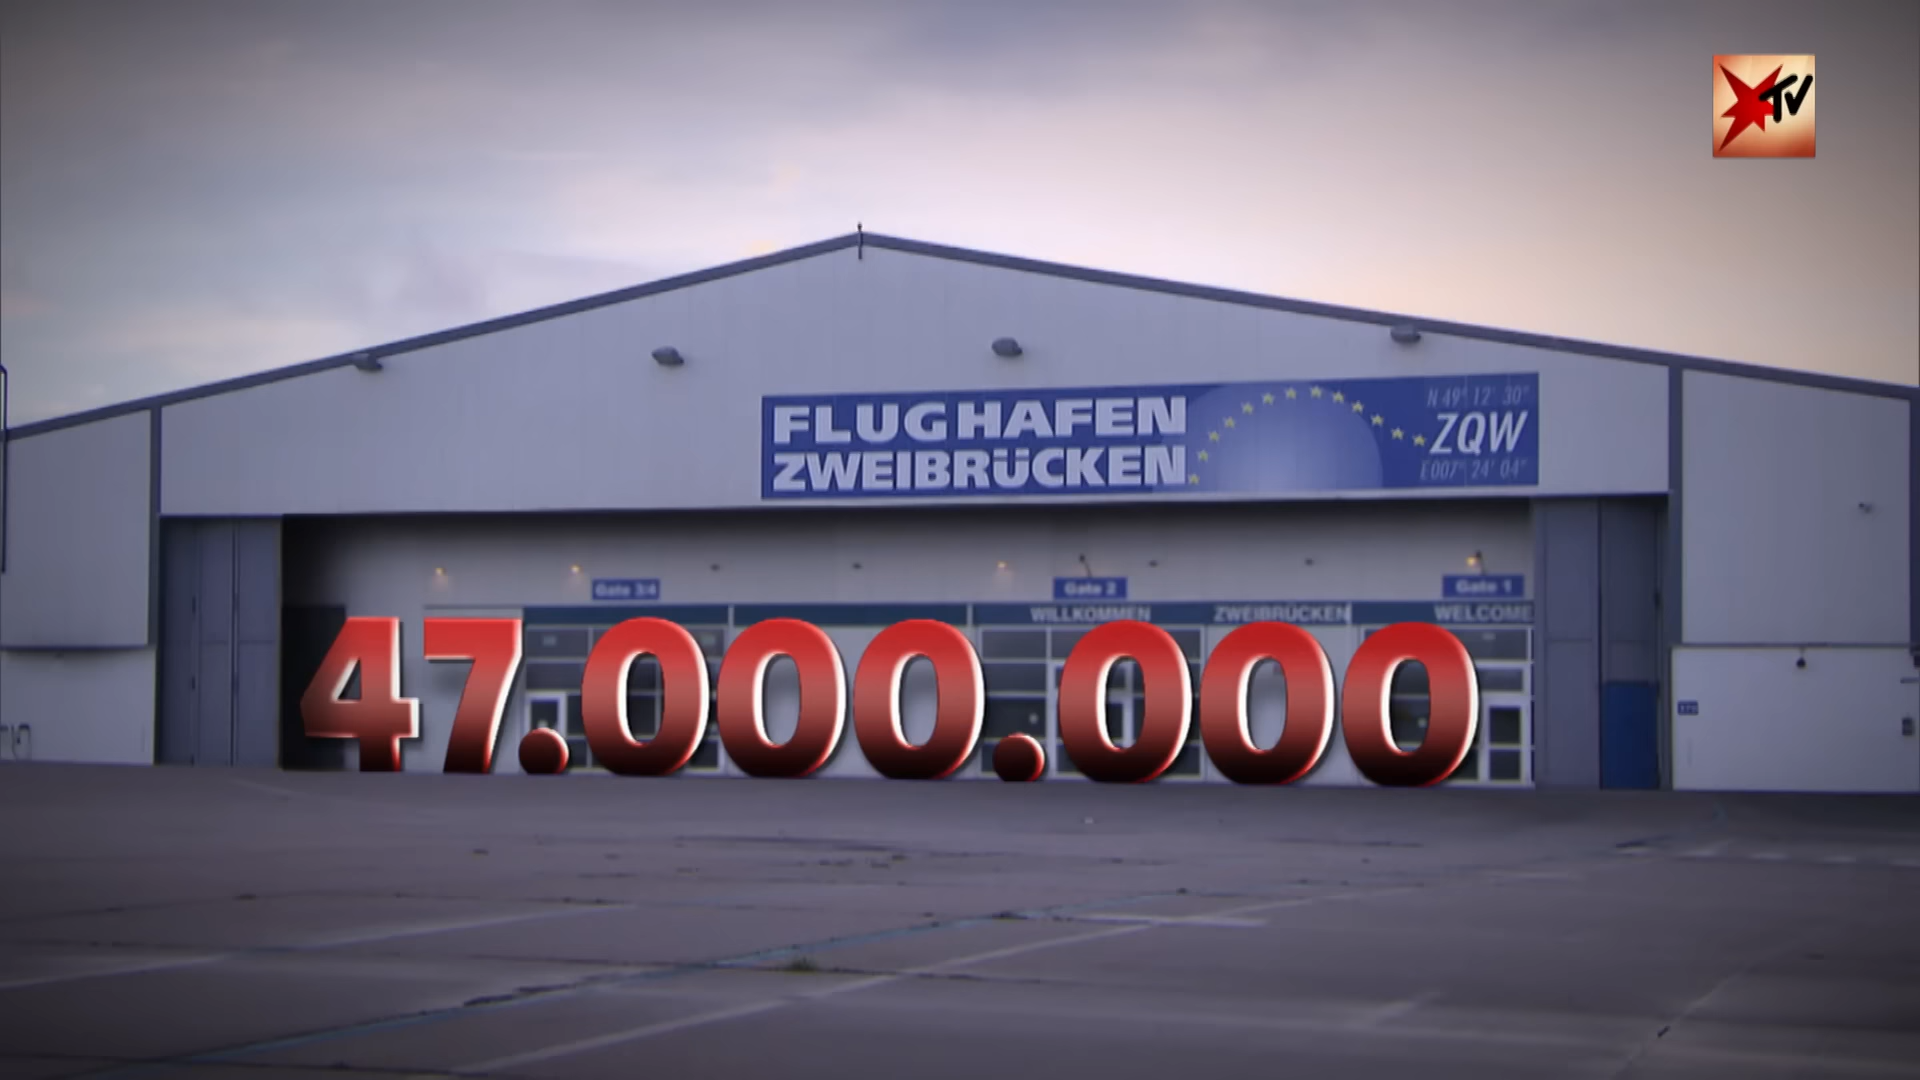 TV
FLUGHAFEN
ZWEIBRÜCKEN
N 49° 12' 30"
ZQW
E007° 24' 04"
Gate 3/4
Gate 2
Gate 1
WILLKOMMEN
ZWEIBRÜCKEN
WELCOME
47.000.000